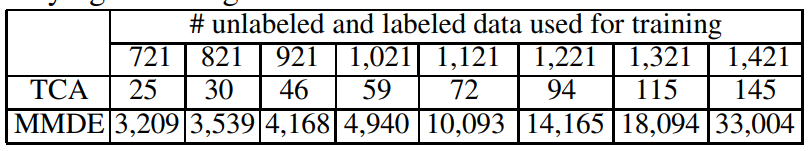 # unlabeled and labeled data used for training
721 821 921 1,021 1,121 1,221 1,321 1,421
TCA 25 30 46 59 72 94 115 145
MMDE 3,209 3,539 4,168 4,940 10,093 14,165 18,094 33,004